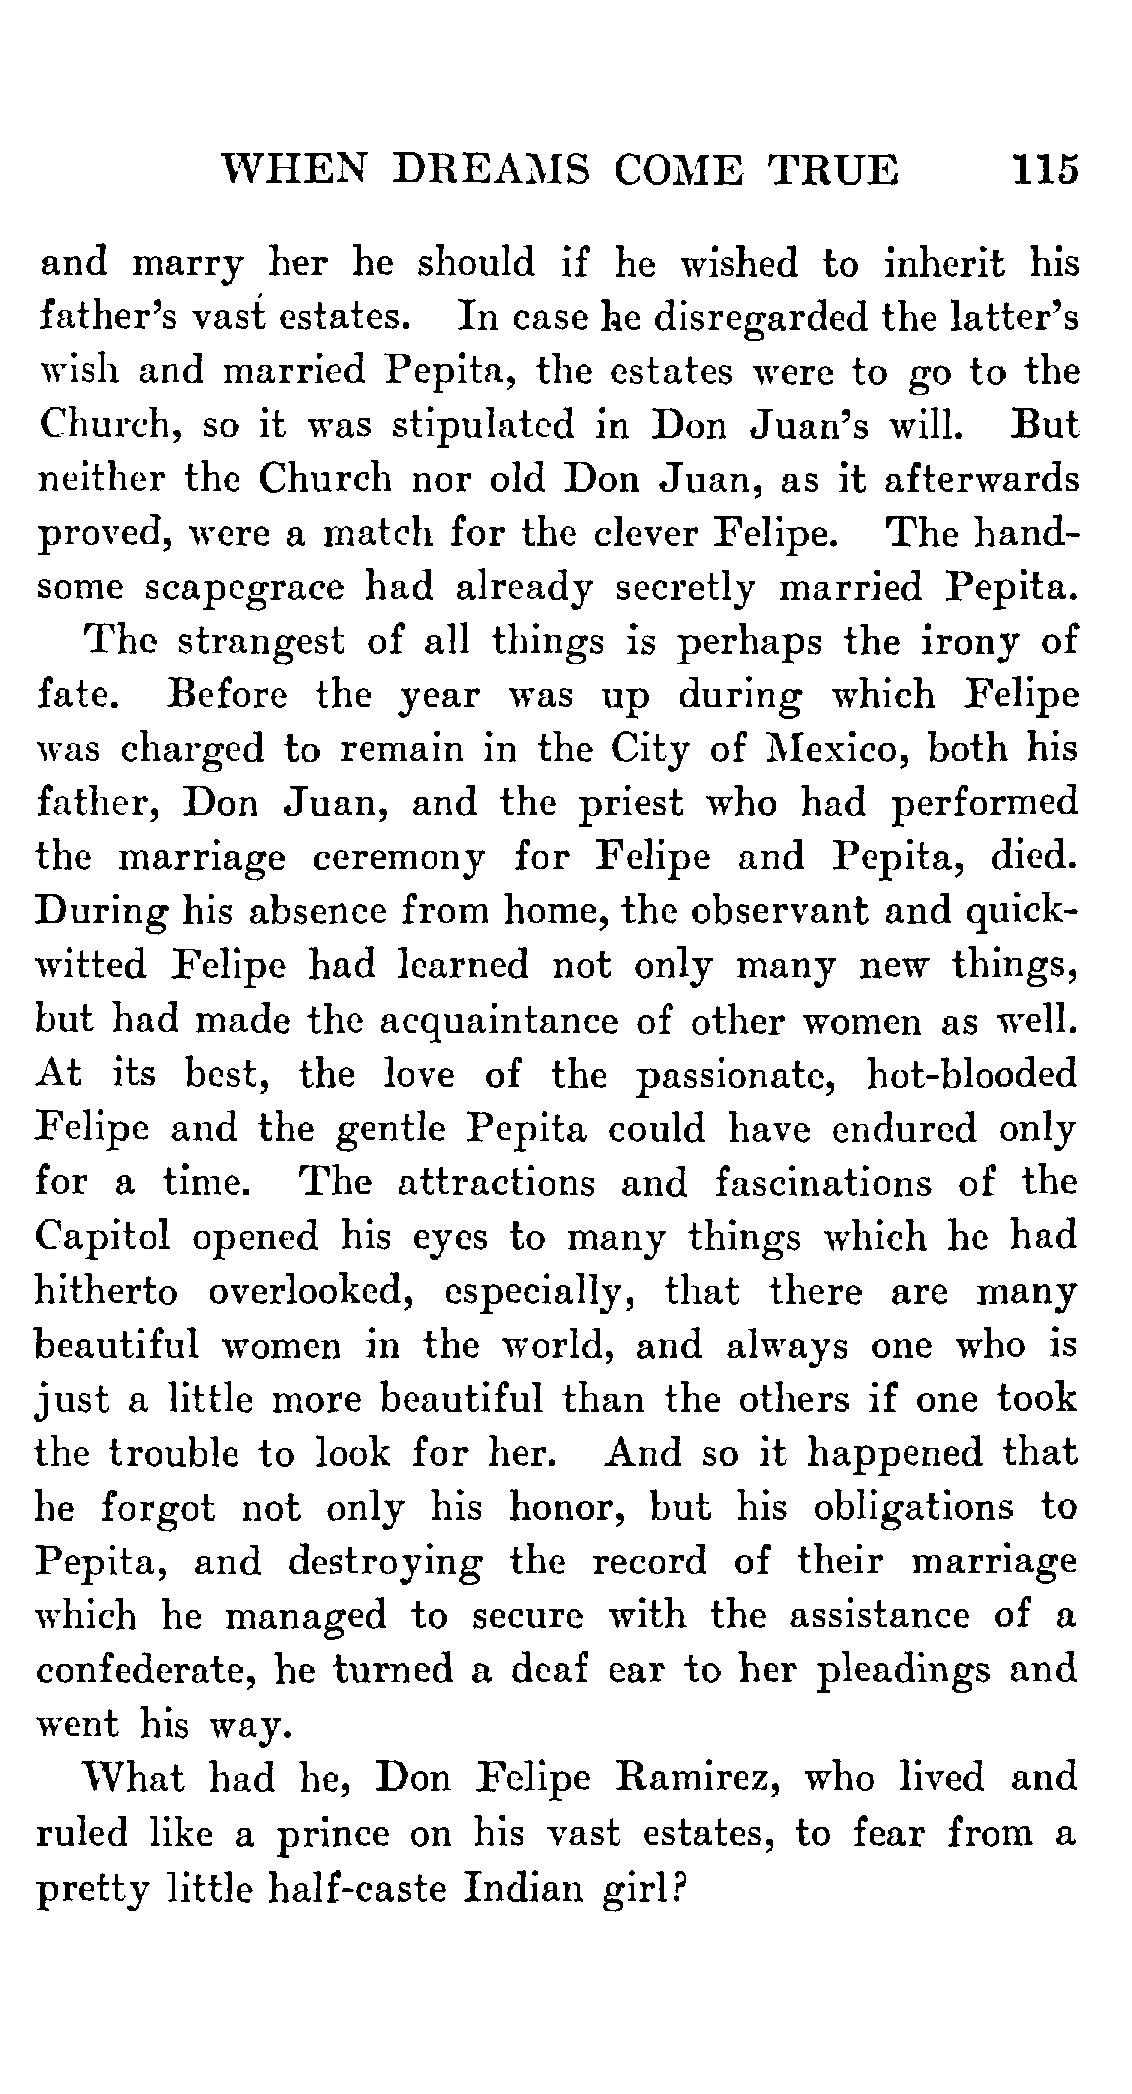 WHEN DREAMS COME TRUE 115
and marry her he should if he wished to inherit his
father's vast estates. In case he disregarded the latter's
wish and married Pepita, the estates were to go to the
Church, so it was stipulated in Don Juan's will. But
neither the Church nor old Don Juan, as it afterwards
proved, were a match for the clever Felipe. The hand-
some scapegrace had already secretly married Pepita.
The strangest of all things is perhaps the irony of
fate. Before the year was up during which Felipe
was charged to remain in the City of Mexico, both his
father, Don Juan, and the priest who had performed
the marriage ceremony for Felipe and Pepita, died.
During his absence from home, the observant and quick-
witted Felipe had learned not only many new things,
but had made the acquaintance of other women as well.
At its best, the love of the passionate, hot-blooded
Felipe and the gentle Pepita could have endured only
for a time. The attractions and fascinations of the
Capitol opened his eyes to many things which he had
hitherto overlooked, especially, that there are many
beautiful women in the world, and always one who is
just a little more beautiful than the others if one took
the trouble to look for her. And so it happened that
he forgot not only his honor, but his obligations to
Pepita, and destroying the record of their marriage
which he managed to secure with the assistance of a
confederate, he turned a deaf ear to her pleadings and
went his way.
What had he, Don Felipe Ramirez, who lived and
ruled like a prince on his vast estates, to fear from a
pretty little half-caste Indian girl?